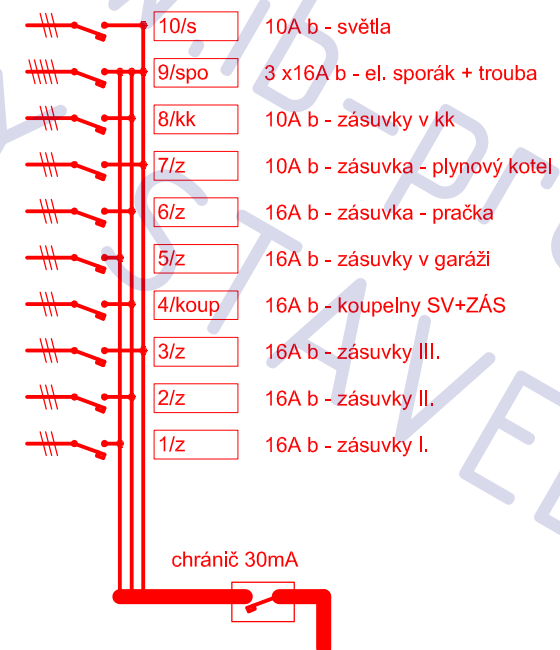 10/s 10A b - světla
9/spo 3 x16A b - el. sporák + trouba
8/kk 10A b - zásuvky v kk
7/z 10A b - zásuvka - plynový kotel
6/z 16A b - zásuvka - pračka
5/z 16A b - zásuvky v garáži
4/koup 16A b - koupelny SV+ZÁS
3/z 16A b - zásuvky III.
2/z 16A b - zásuvky II.
1/z 16A b - zásuvky I.
chránič 30mA